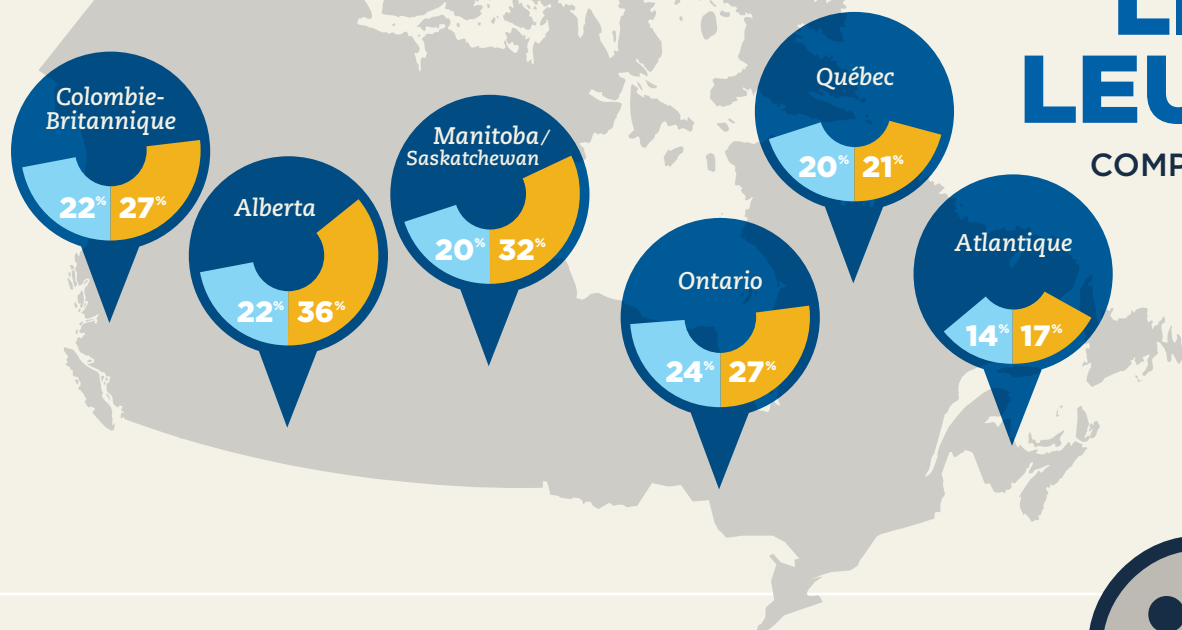 LEU
COMP
Colombie-
Britannique
22% 27%
Alberta
22% 36%
Manitoba/
Saskatchewan
20% 32%
Ontario
24% 27%
Québec
20% 21%
Atlantique
14% 17%